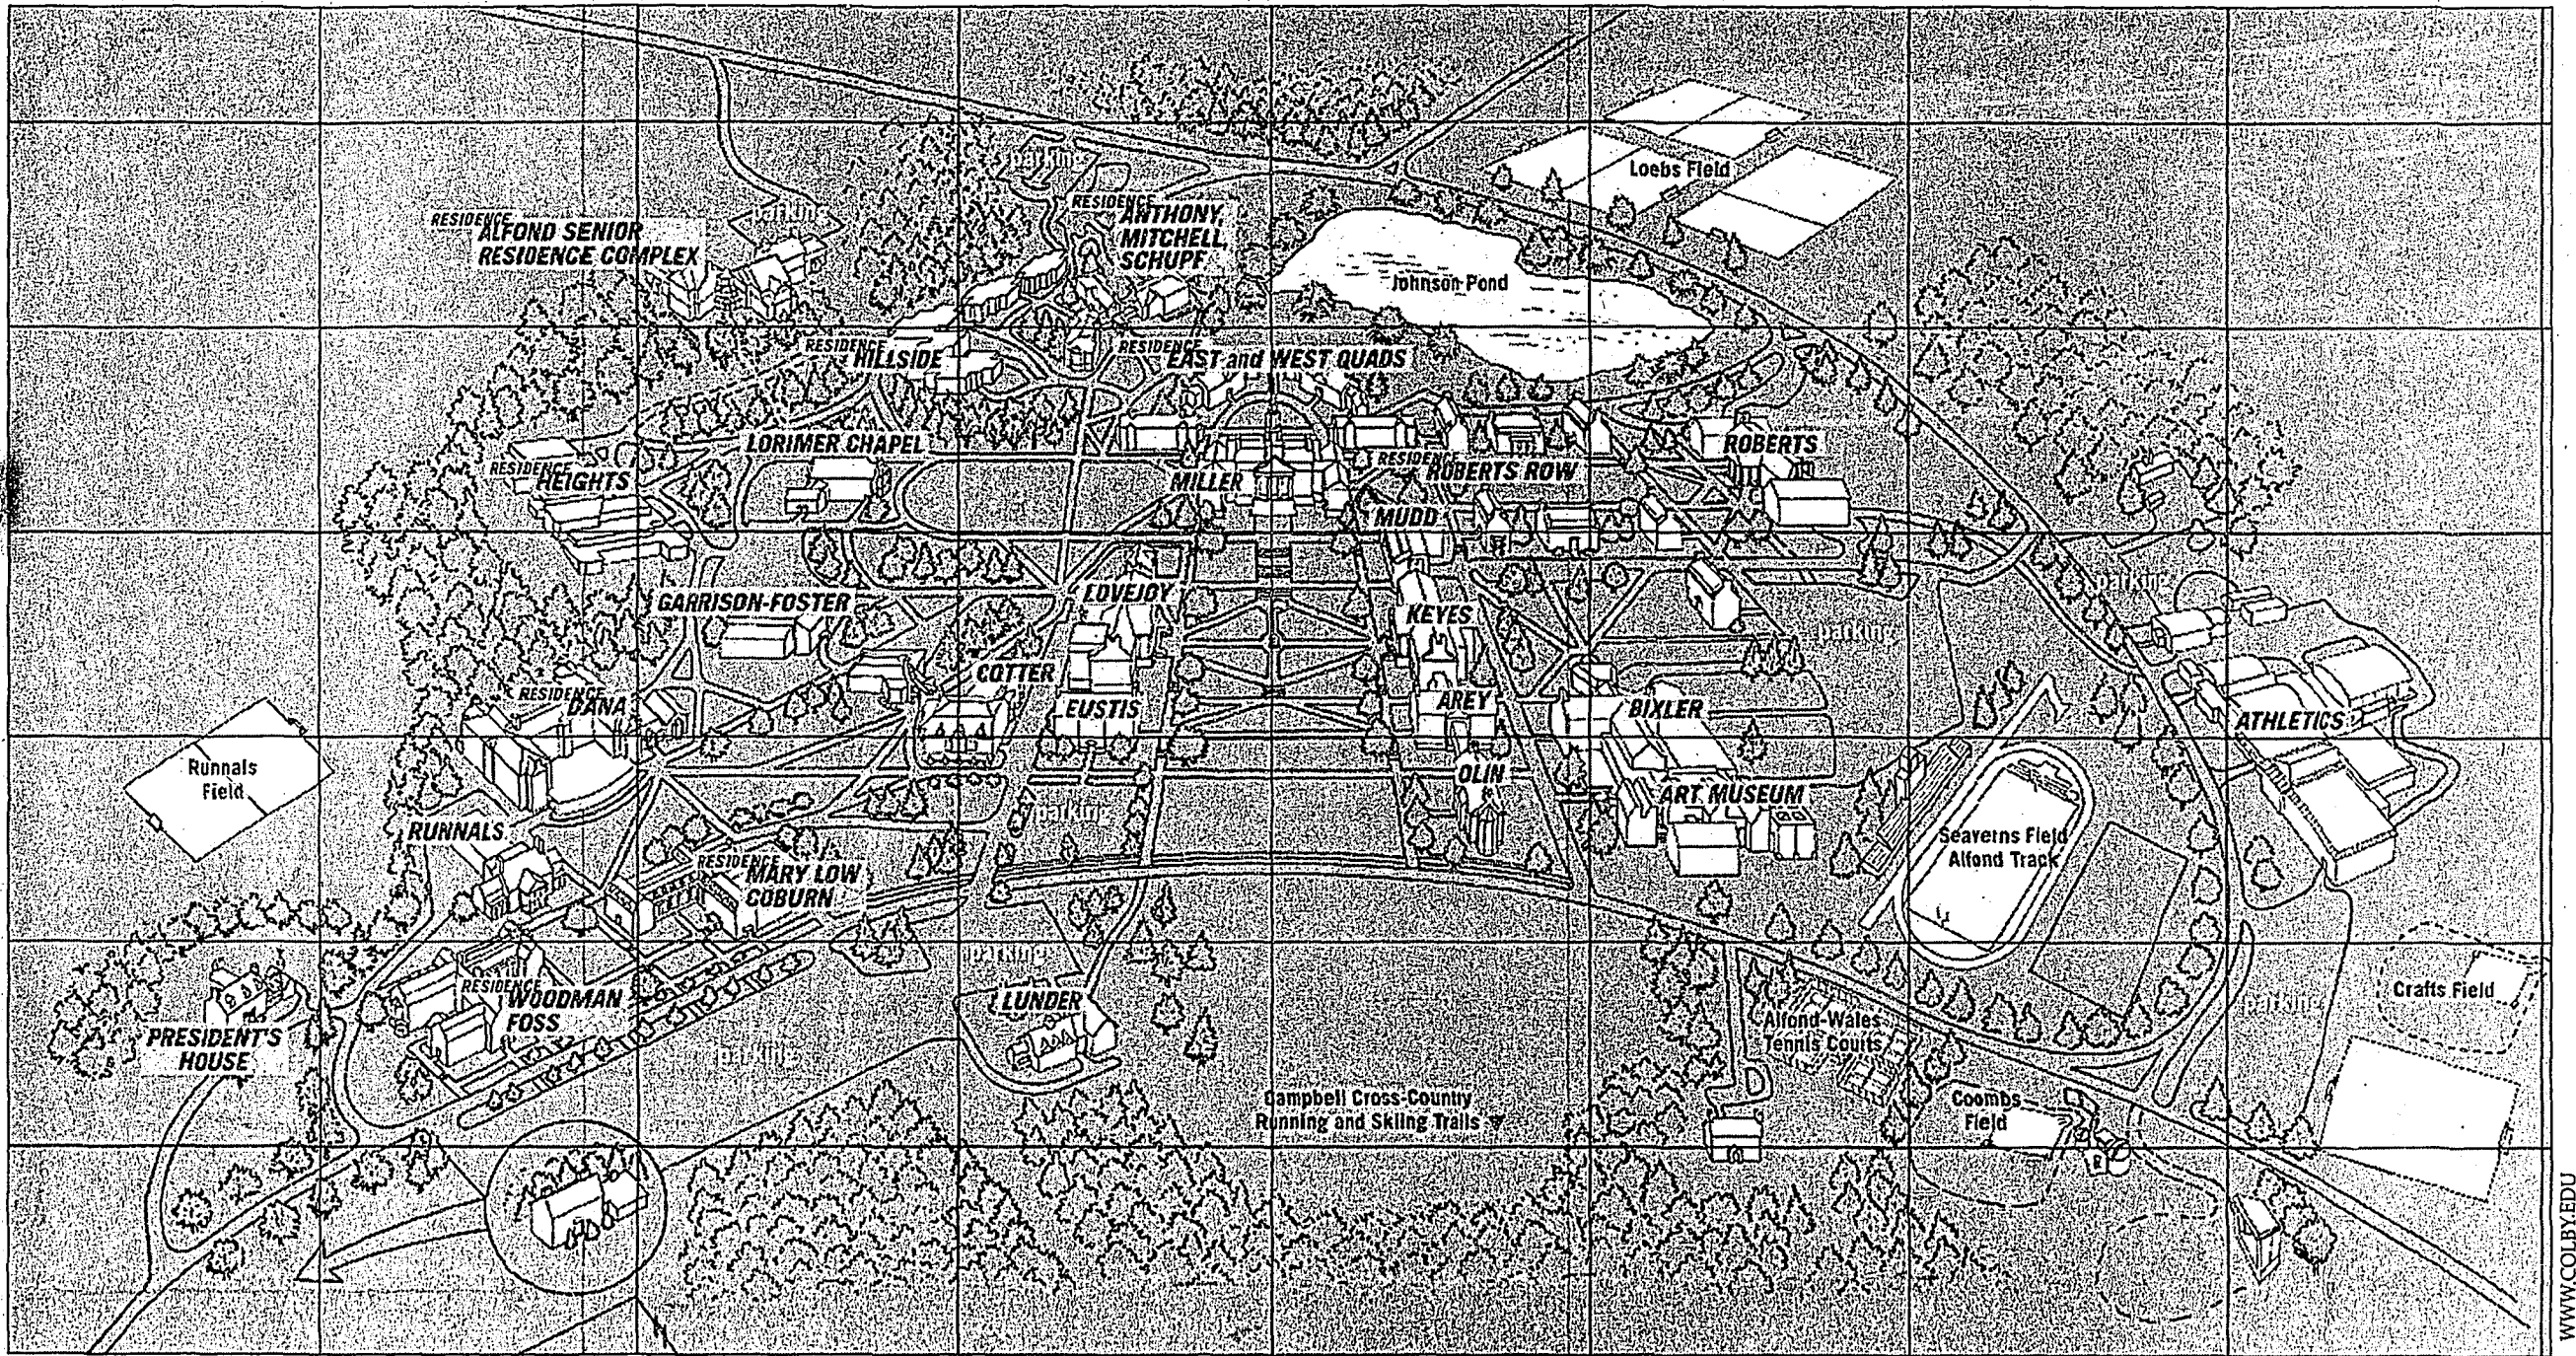 parking
Loebs Field
RESIDENCE
ANTHONY,
MITCHELL,
SCHUPF
RESIDENCE
ALFOND SENIOR
RESIDENCE COMPLEX
parking
Johnson Pond
RESIDENCE
HILLSIDE
RESIDENCE
EAST and WEST QUADS
LORIMER CHAPEL
ROBERTS
RESIDENCE
HEIGHTS
MILLER
RESIDENCE
ROBERTS ROW
MUDD
parking
GARRISON-FOSTER
LOVEJOY
KEYES
parking
COTTER
RESIDENCE
DANA
EUSTIS
AREY
BIXLER
ATHLETICS
Runnals
Field
OLIN
ART MUSEUM
parking
RUNNALS
Seaverns Field
Alfond Track
RESIDENCE
MARY LOW
COBURN
parking
RESIDENCE
WOODMAN
FOSS
LUNDER
Crafts Field
parking
PRESIDENT'S
HOUSE
parking
Alfond-Wales
Tennis Courts
Campbell Cross-County
Running and Skiing Trails
Coombs
Field
WWW.COLBY.EDU